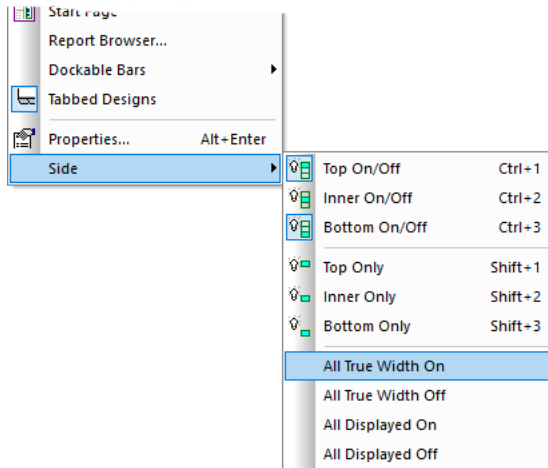 Start Page
Report Browser...
Dockable Bars
Tabbed Designs
Properties... Alt+Enter
Side
Top On/Off Ctrl+1
Inner On/Off Ctrl+2
Bottom On/Off Ctrl+3
Top Only Shift+1
Inner Only Shift+2
Bottom Only Shift+3
All True Width On
All True Width Off
All Displayed On
All Displayed Off